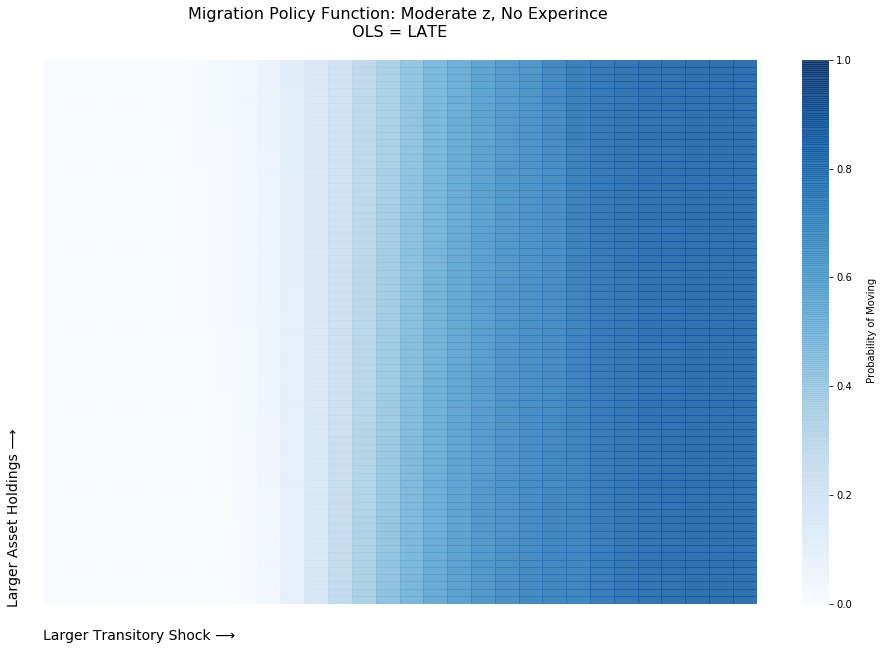 Migration Policy Function: Moderate z, No Experince
OLS = LATE
1.0
0.8
0.6
0.4
0.2
0.0
Probability of Moving
Larger Asset Holdings ⟶
Larger Transitory Shock ⟶